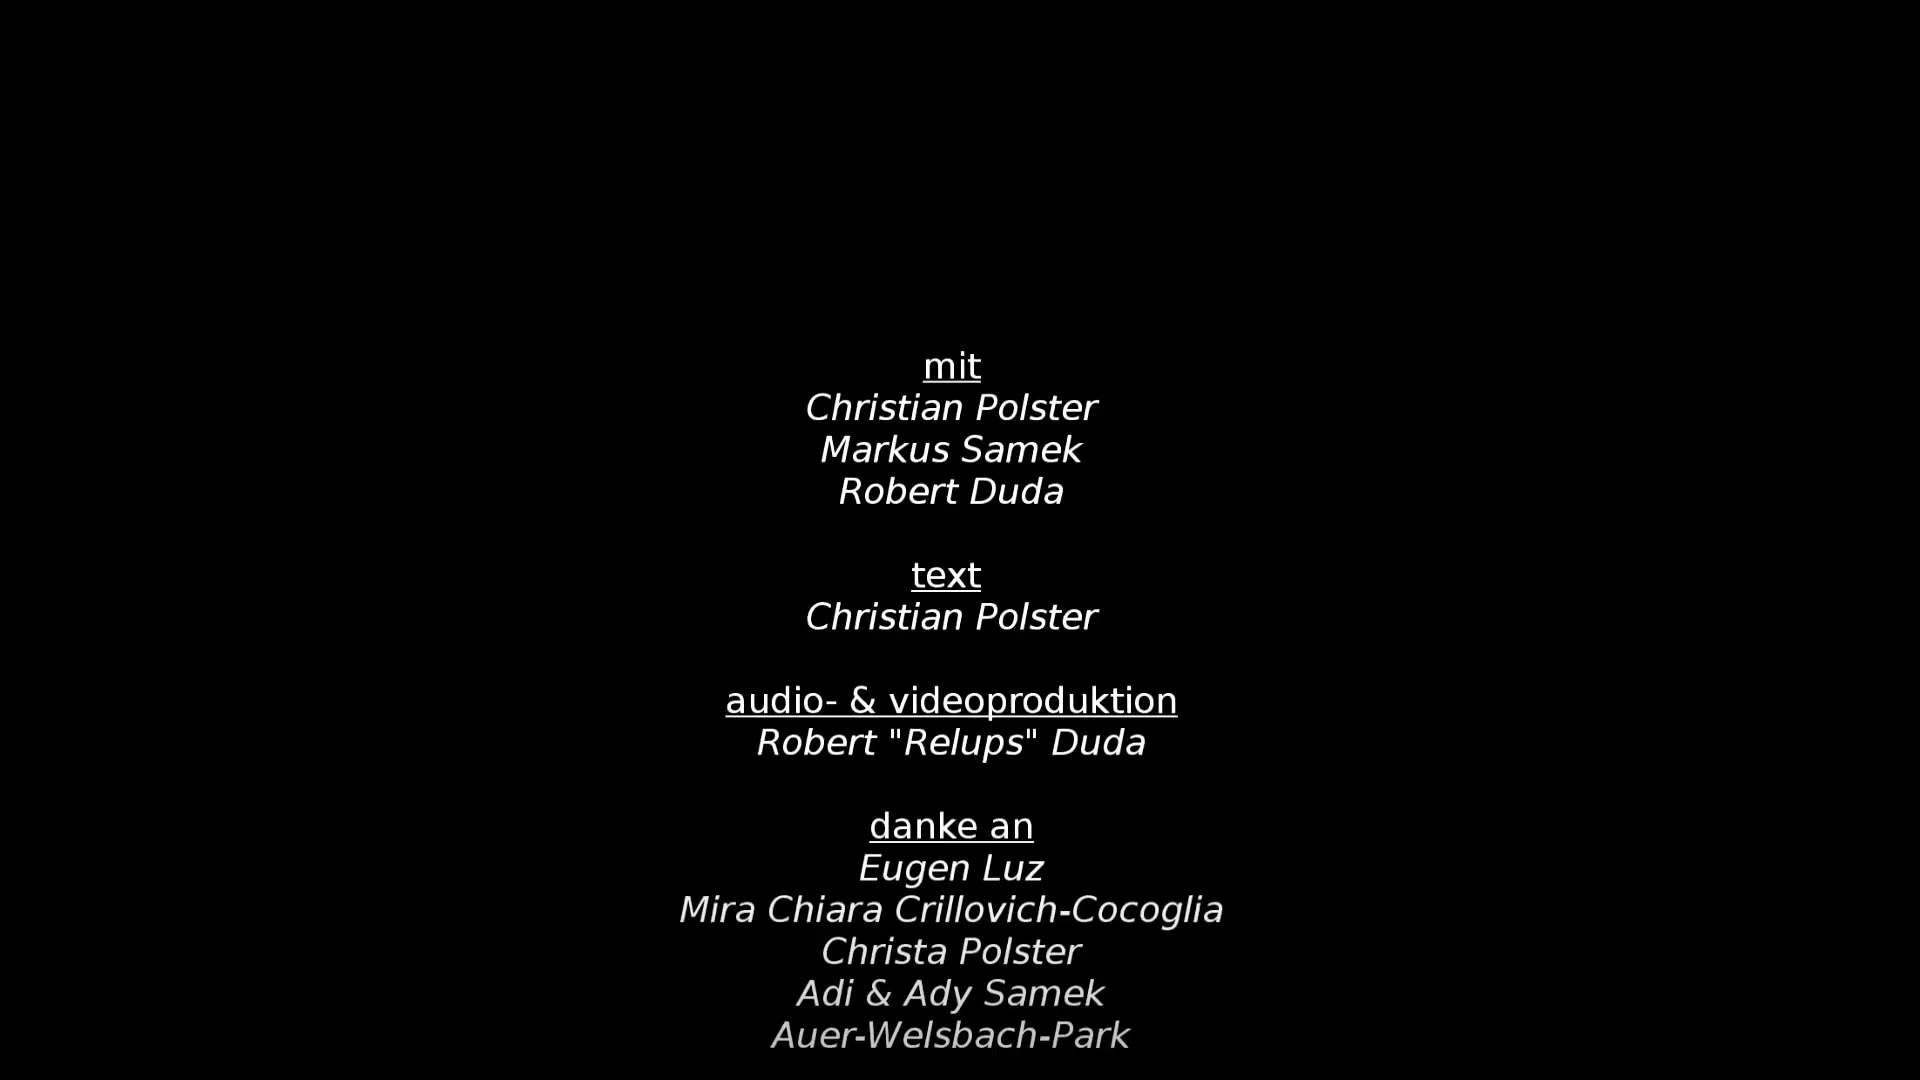 mit
Christian Polster
Markus Samek
Robert Duda
text
Christian Polster
audio- & videoproduktion
Robert "Relups" Duda
danke an
Eugen Luz
Mira Chiara Crillovich-Cocoglia
Christa Polster
Adi & Ady Samek
Auer-Welsbach-Park